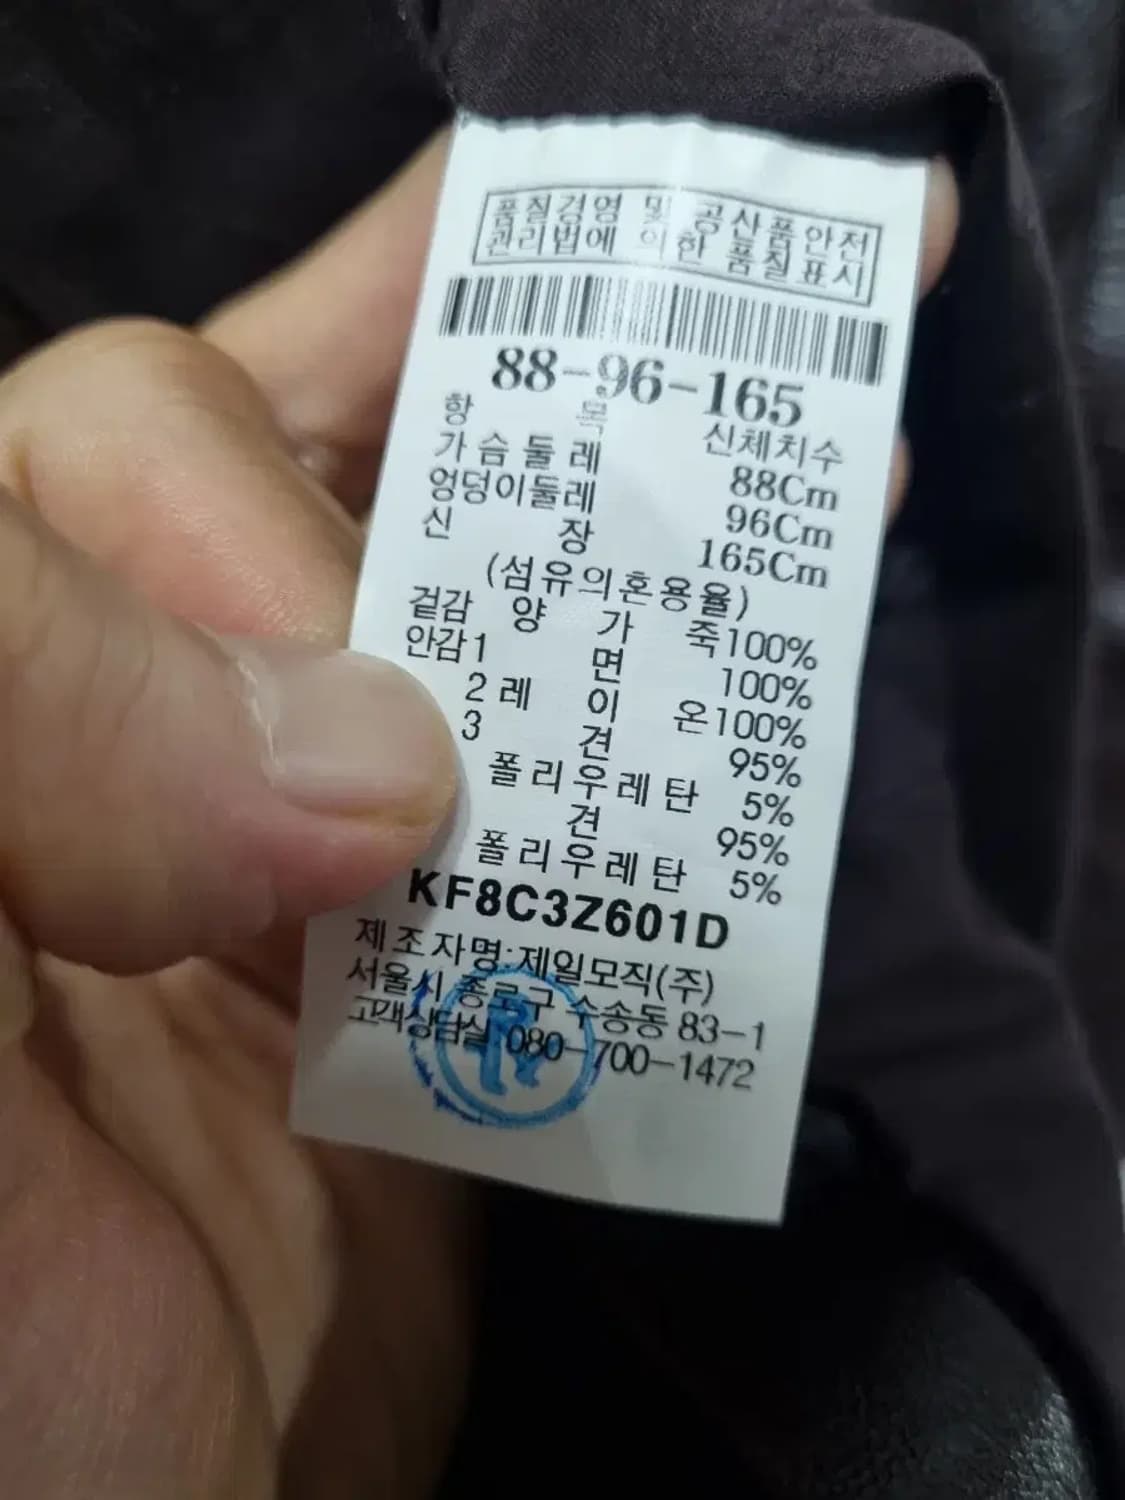 품질경영 및 공산품안전
관리법에 의한 품질표시
88-96-165
항 목 신체치수
가슴둘레 88Cm
엉덩이둘레 96Cm
신 장 165Cm
(섬유의혼용율)
겉감 양 가 죽100%
안감1 면 100%
2 레 이 온100%
3 견 95%
폴리우레탄 5%
견 95%
폴리우레탄 5%
KF8C3Z601D
제조자명:제일모직(주)
서울시 종로구 수송동 83-1
고객상담실:080-700-1472